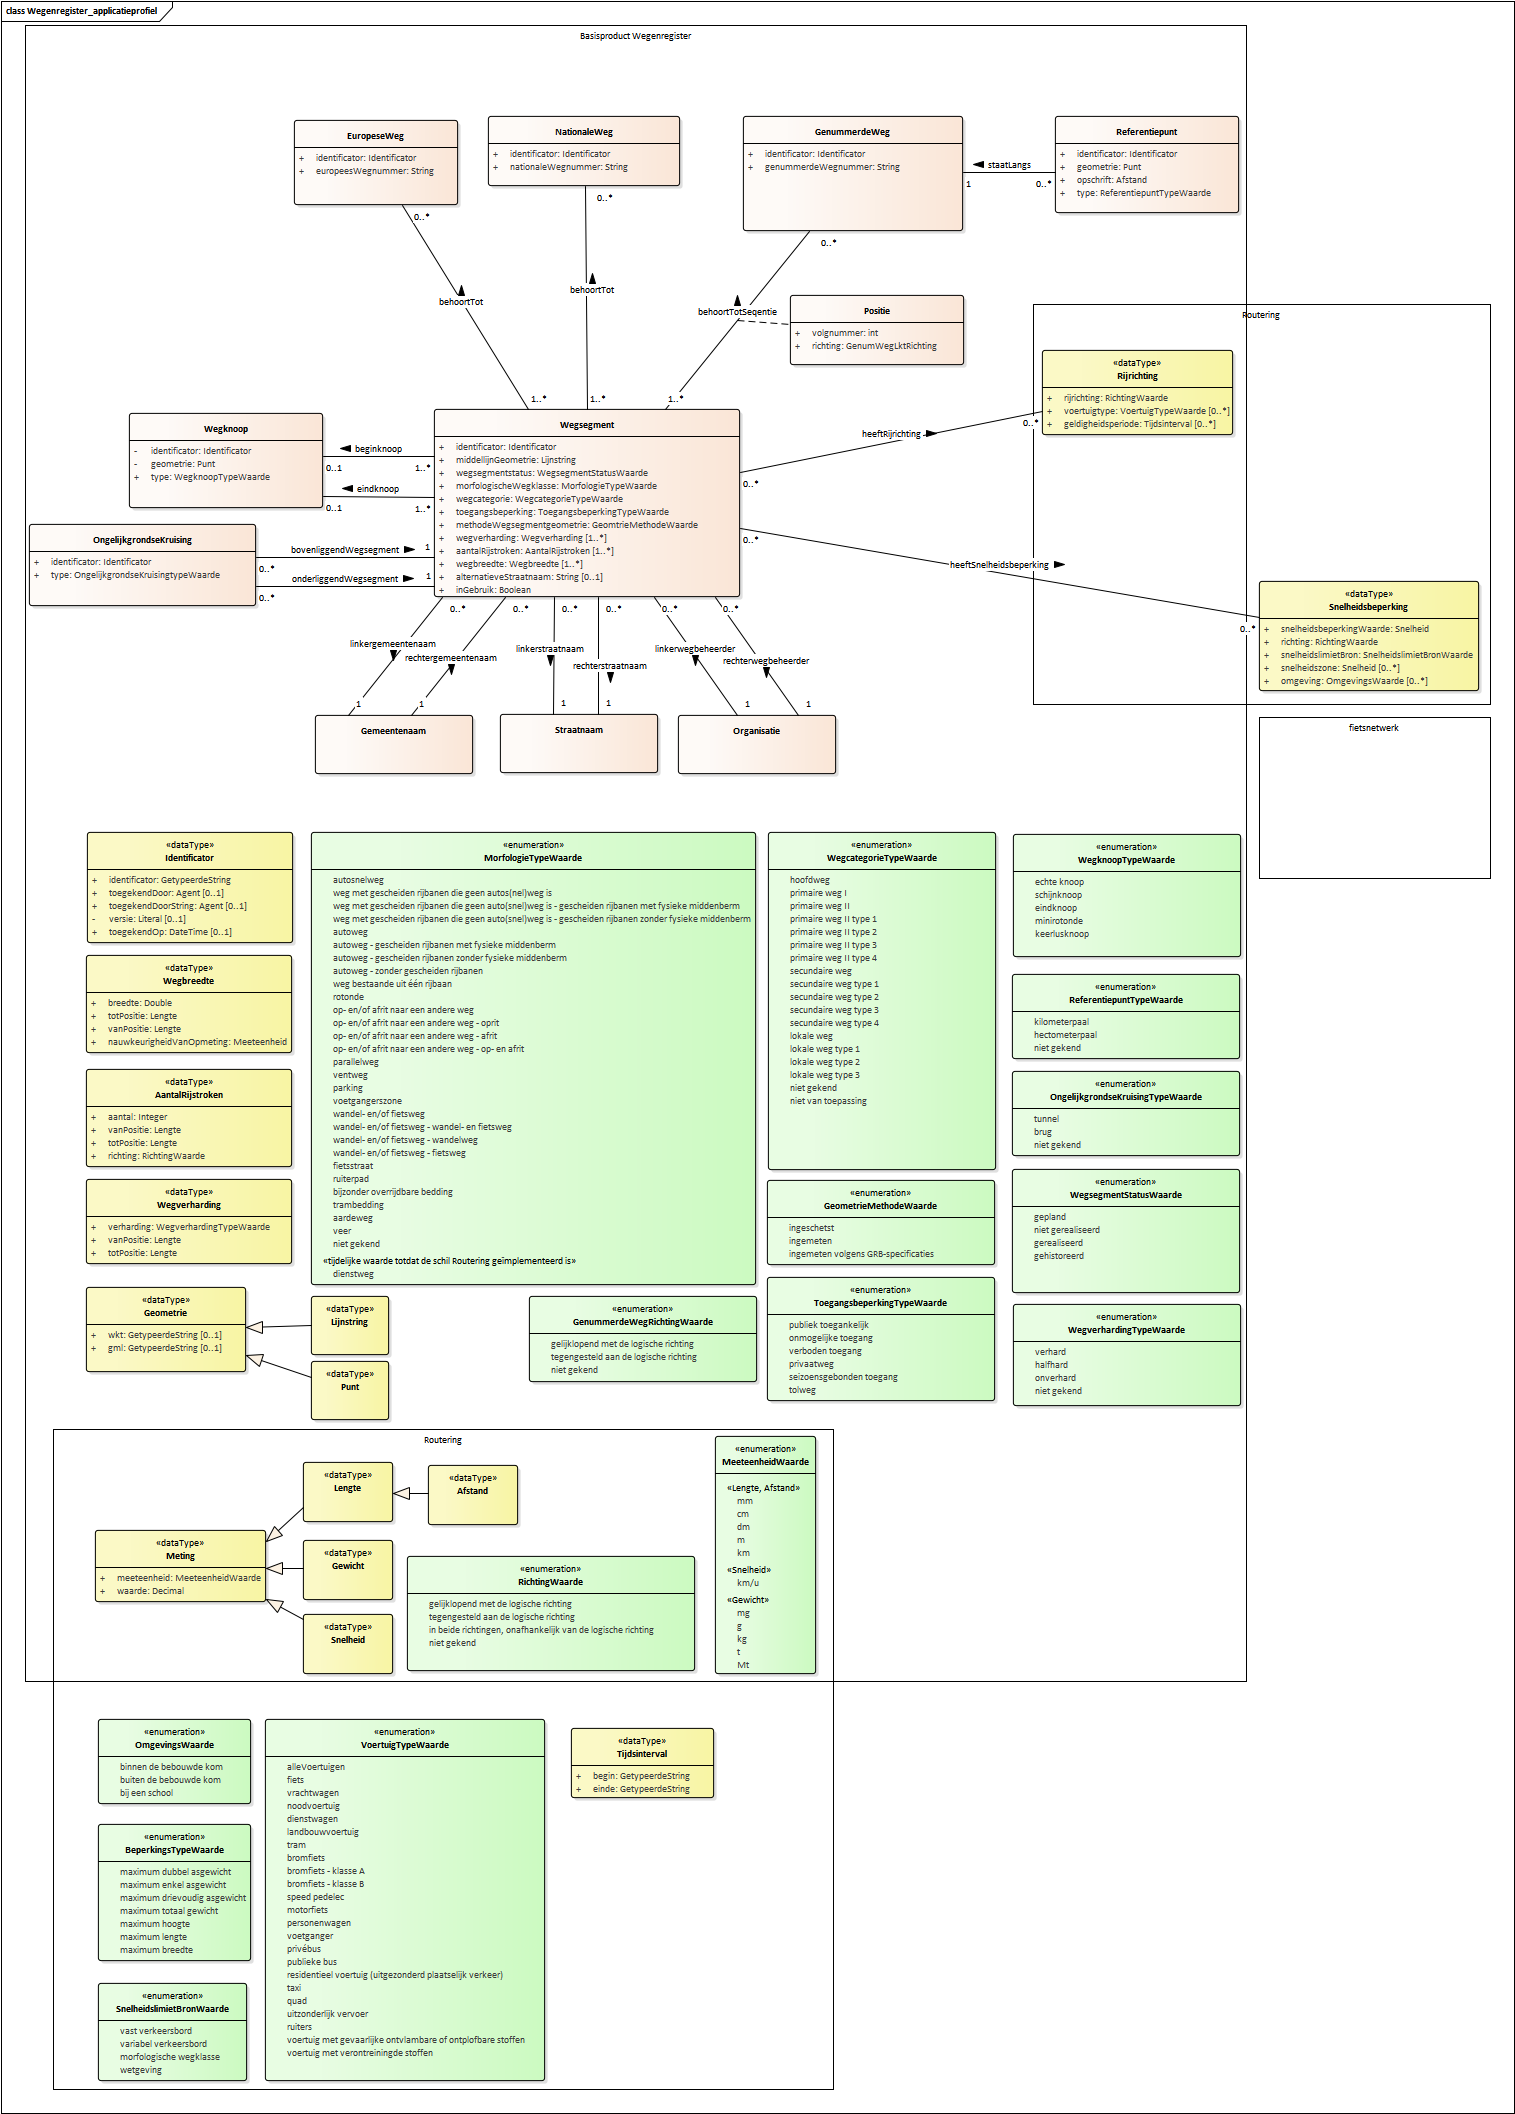 class Wegenregister_applicatieprofiel
Basisproduct Wegenregister
EuropeseWeg
+ identificator: Identificator
+ europeesWegnummer: String
NationaleWeg
+ identificator: Identificator
+ nationaleWegnummer: String
GenummerdeWeg
+ identificator: Identificator
+ genummerdeWegnummer: String
Referentiepunt
+ identificator: Identificator
+ geometrie: Punt
+ opschrift: Afstand
+ type: ReferentiepuntTypeWaarde
staatLangs
1
0..*
0..*
0..*
0..*
behoortTot
behoortTot
behoortTotSeqentie
Positie
+ volgnummer: int
+ richting: GenumWegLktRichting
1..*
1..*
1..*
Routering
«dataType»
Rijrichting
+ rijrichting: RichtingWaarde
+ voertuigtype: VoertuigTypeWaarde [0..*]
+ geldigheidsperiode: Tijdsinterval [0..*]
heeftRijrichting
0..*
0..*
Wegknoop
- identificator: Identificator
- geometrie: Punt
+ type: WegknoopTypeWaarde
beginknoop
0..1
1..*
eindknoop
0..1
1..*
Wegsegment
+ identificator: Identificator
+ middellijnGeometrie: Lijnstring
+ wegsegmentstatus: WegsegmentStatusWaarde
+ morfologischeWegklasse: MorfologieTypeWaarde
+ wegcategorie: WegcategorieTypeWaarde
+ toegangsbeperking: ToegangsbeperkingTypeWaarde
+ methodeWegsegmentgeometrie: GeomtrieMethodeWaarde
+ wegverharding: Wegverharding [1..*]
+ aantalRijstroken: AantalRijstroken [1..*]
+ wegbreedte: Wegbreedte [1..*]
+ alternatieveStraatnaam: String [0..1]
+ inGebruik: Boolean
OngelijkgrondseKruising
+ identificator: Identificator
+ type: OngelijkgrondseKruisingtypeWaarde
bovenliggendWegsegment
1
0..*
onderliggendWegsegment
1
0..*
0..*
heeftSnelheidsbeperking
0..*
«dataType»
Snelheidsbeperking
+ snelheidsbeperkingWaarde: Snelheid
+ richting: RichtingWaarde
+ snelheidslimietBron: SnelheidslimietBronWaarde
+ snelheidszone: Snelheid [0..*]
+ omgeving: OmgevingsWaarde [0..*]
0..*
0..*
0..*
0..*
0..*
0..*
linkergemeentenaam
rechtergemeentenaam
linkerstraatnaam
rechterstraatnaam
linkerwegbeheerder
rechterwegbeheerder
1
1
1
1
1
1
Gemeentenaam
Straatnaam
Organisatie
fietsnetwerk
«dataType»
Identificator
+ identificator: GetypeerdeString
+ toegekendDoor: Agent [0..1]
+ toegekendDoorString: Agent [0..1]
- versie: Literal [0..1]
+ toegekendOp: DateTime [0..1]
«dataType»
Wegbreedte
+ breedte: Double
+ totPositie: Lengte
+ vanPositie: Lengte
+ nauwkeurigheidVanOpmeting: Meeteenheid
«dataType»
AantalRijstroken
+ aantal: Integer
+ vanPositie: Lengte
+ totPositie: Lengte
+ richting: RichtingWaarde
«dataType»
Wegverharding
+ verharding: WegverhardingTypeWaarde
+ vanPositie: Lengte
+ totPositie: Lengte
«dataType»
Geometrie
+ wkt: GetypeerdeString [0..1]
+ gml: GetypeerdeString [0..1]
«dataType»
Lijnstring
«dataType»
Punt
«enumeration»
MorfologieTypeWaarde
autosnelweg
weg met gescheiden rijbanen die geen autos(nel)weg is
weg met gescheiden rijbanen die geen auto(snel)weg is - gescheiden rijbanen met fysieke middenberm
weg met gescheiden rijbanen die geen auto(snel)weg is - gescheiden rijbanen zonder fysieke middenberm
autoweg
autoweg - gescheiden rijbanen met fysieke middenberm
autoweg - gescheiden rijbanen zonder fysieke middenberm
autoweg - zonder gescheiden rijbanen
weg bestaande uit één rijbaan
rotonde
op- en/of afrit naar een andere weg
op- en/of afrit naar een andere weg - oprit
op- en/of afrit naar een andere weg - afrit
op- en/of afrit naar een andere weg - op- en afrit
parallelweg
ventweg
parking
voetgangerszone
wandel- en/of fietsweg
wandel- en/of fietsweg - wandel- en fietsweg
wandel- en/of fietsweg - wandelweg
wandel- en/of fietsweg - fietsweg
fietsstraat
ruiterpad
bijzonder overrijdbare bedding
trambedding
aardeweg
veer
niet gekend
«tijdelijke waarde totdat de schil Routering geïmplementeerd is»
dienstweg
«enumeration»
WegcategorieTypeWaarde
hoofdweg
primaire weg I
primaire weg II
primaire weg II type 1
primaire weg II type 2
primaire weg II type 3
primaire weg II type 4
secundaire weg
secundaire weg type 1
secundaire weg type 2
secundaire weg type 3
secundaire weg type 4
lokale weg
lokale weg type 1
lokale weg type 2
lokale weg type 3
niet gekend
niet van toepassing
«enumeration»
WegknoopTypeWaarde
echte knoop
schijnknoop
eindknoop
minirotonde
keerlusknoop
«enumeration»
ReferentiepuntTypeWaarde
kilometerpaal
hectometerpaal
niet gekend
«enumeration»
OngelijkgrondseKruisingTypeWaarde
tunnel
brug
niet gekend
«enumeration»
WegsegmentStatusWaarde
gepland
niet gerealiseerd
gerealiseerd
gehistoreerd
«enumeration»
WegverhardingTypeWaarde
verhard
halfhard
onverhard
niet gekend
«enumeration»
GeometrieMethodeWaarde
ingeschetst
ingemeten
ingemeten volgens GRB-specificaties
«enumeration»
ToegangsbeperkingTypeWaarde
publiek toegankelijk
onmogelijke toegang
verboden toegang
privaatweg
seizoensgebonden toegang
tolweg
«enumeration»
GenummerdeWegRichtingWaarde
gelijklopend met de logische richting
tegengesteld aan de logische richting
niet gekend
Routering
«dataType»
Lengte
«dataType»
Afstand
«dataType»
Meting
+ meeteenheid: MeeteenheidWaarde
+ waarde: Decimal
«dataType»
Gewicht
«dataType»
Snelheid
«enumeration»
RichtingWaarde
gelijklopend met de logische richting
tegengesteld aan de logische richting
in beide richtingen, onafhankelijk van de logische richting
niet gekend
«enumeration»
MeeteenheidWaarde
«Lengte, Afstand»
mm
cm
dm
m
km
«Snelheid»
km/u
«Gewicht»
mg
g
kg
t
Mt
«enumeration»
OmgevingsWaarde
binnen de bebouwde kom
buiten de bebouwde kom
bij een school
«enumeration»
BeperkingsTypeWaarde
maximum dubbel asgewicht
maximum enkel asgewicht
maximum drievoudig asgewicht
maximum totaal gewicht
maximum hoogte
maximum lengte
maximum breedte
«enumeration»
SnelheidslimietBronWaarde
vast verkeersbord
variabel verkeersbord
morfologische wegklasse
wetgeving
«enumeration»
VoertuigTypeWaarde
alleVoertuigen
fiets
vrachtwagen
noodvoertuig
dienstwagen
landbouwvoertuig
tram
bromfiets
bromfiets - klasse A
bromfiets - klasse B
speed pedelec
motorfiets
personenwagen
voetganger
privébus
publieke bus
residentieel voertuig (uitgezonderd plaatselijk verkeer)
taxi
quad
uitzonderlijk vervoer
ruiters
voertuig met gevaarlijke ontvlambare of ontplofbare stoffen
voertuig met verontreiningde stoffen
«dataType»
Tijdsinterval
+ begin: GetypeerdeString
+ einde: GetypeerdeString